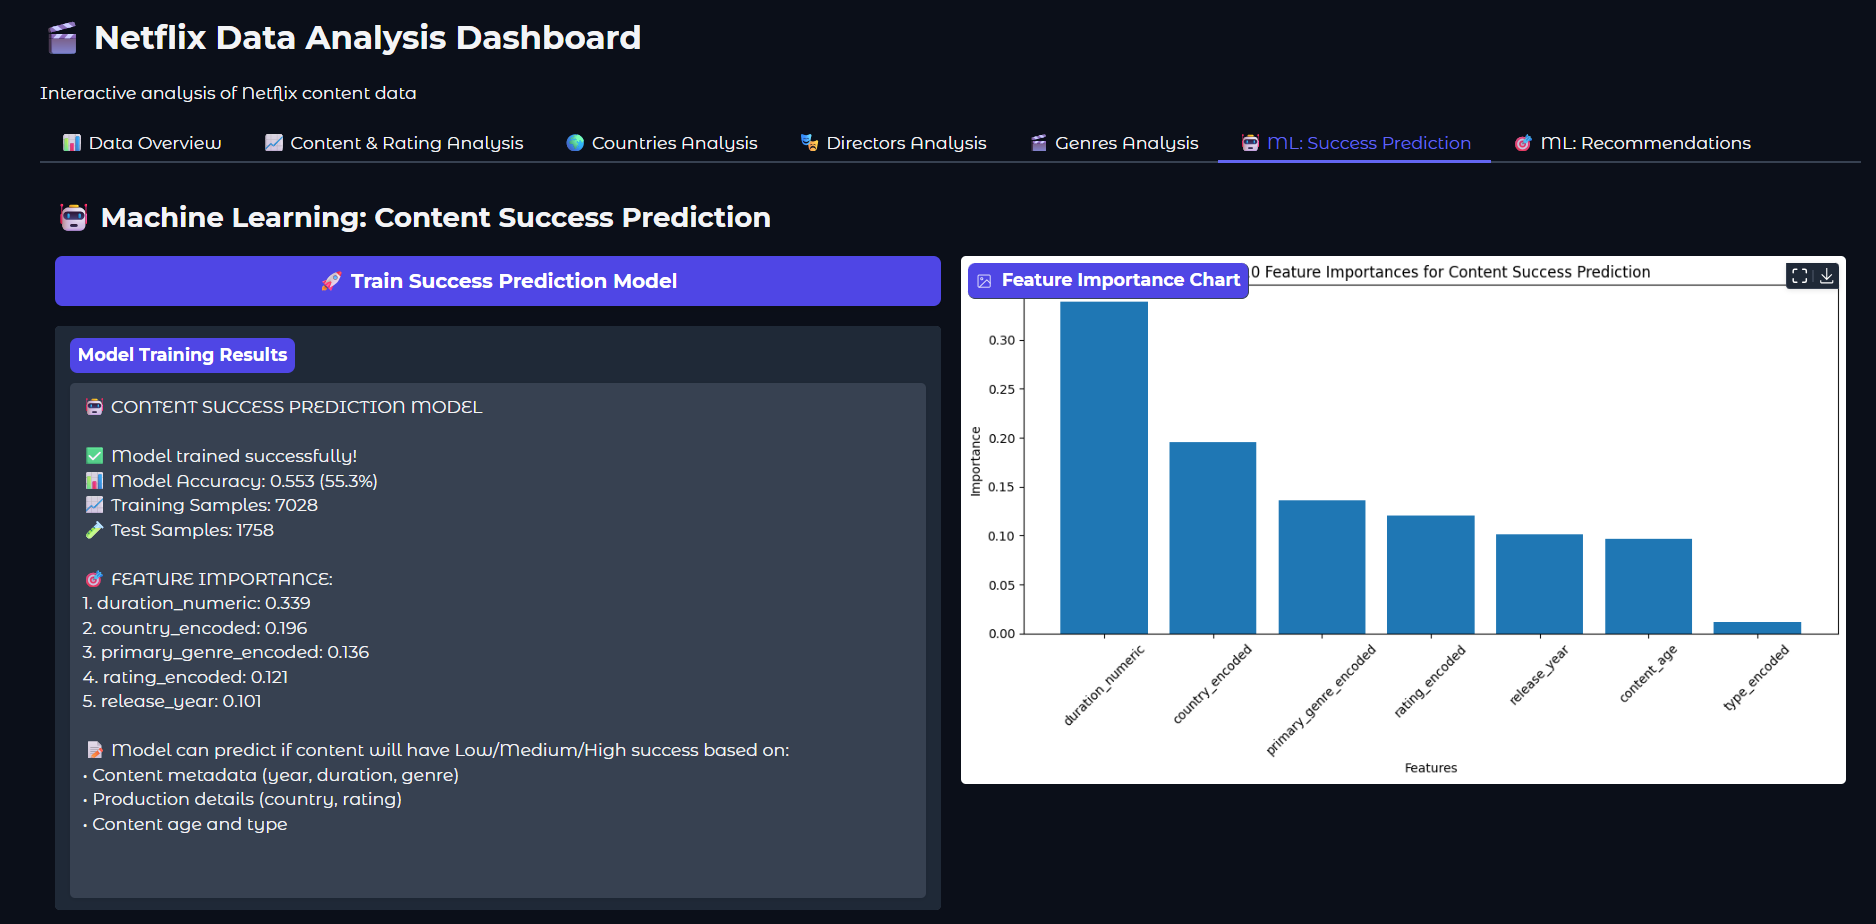 Netflix Data Analysis Dashboard
Interactive analysis of Netflix content data
Data Overview
Content & Rating Analysis
Countries Analysis
Directors Analysis
Genres Analysis
ML: Success Prediction
ML: Recommendations
Machine Learning: Content Success Prediction
Train Success Prediction Model
Model Training Results
CONTENT SUCCESS PREDICTION MODEL
Model trained successfully!
Model Accuracy: 0.553 (55.3%)
Training Samples: 7028
Test Samples: 1758
FEATURE IMPORTANCE:
1. duration_numeric: 0.339
2. country_encoded: 0.196
3. primary_genre_encoded: 0.136
4. rating_encoded: 0.121
5. release_year: 0.101
Model can predict if content will have Low/Medium/High success based on:
• Content metadata (year, duration, genre)
• Production details (country, rating)
• Content age and type
Feature Importance Chart
0 Feature Importances for Content Success Prediction
Importance
0.30
0.25
0.20
0.15
0.10
0.05
0.00
duration_numeric
country_encoded
primary_genre_encoded
rating_encoded
release_year
content_age
type_encoded
Features